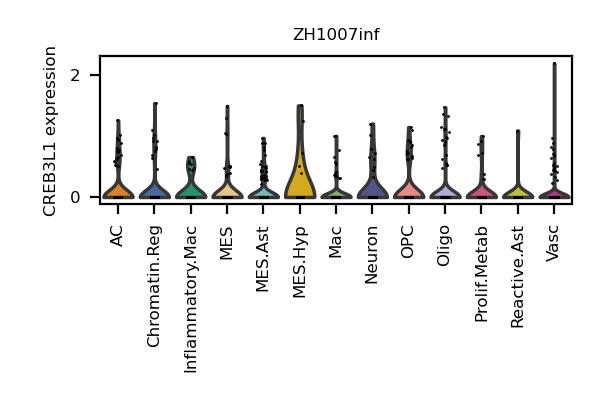 ZH1007inf
CREB3L1 expression
2
0
AC
Chromatin.Reg
Inflammatory.Mac
MES
MES.Ast
MES.Hyp
Mac
Neuron
OPC
Oligo
Prolif.Metab
Reactive.Ast
Vasc